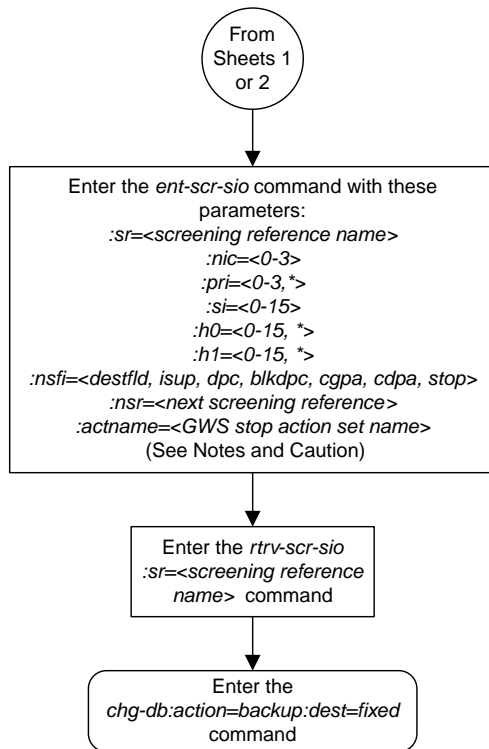 From
Sheets 1
or 2
Enter the ent-scr-sio command with these
parameters:
:sr=<screening reference name>
:nic=<0-3>
:pri=<0-3,*>
:si=<0-15>
:h0=<0-15, *>
:h1=<0-15, *>
:nsfi=<destfld, isup, dpc, blkdpc, cgpa, cdpa, stop>
:nsr=<next screening reference>
:actname=<GWS stop action set name>
(See Notes and Caution)
Enter the rtrv-scr-sio
:sr=<screening reference
name> command
Enter the
chg-db:action=backup:dest=fixed
command